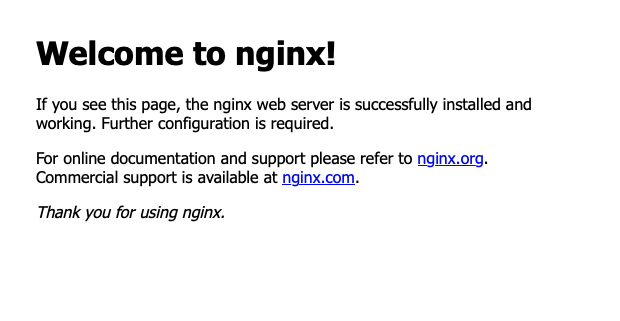 Welcome to nginx!
If you see this page, the nginx web server is successfully installed and
working. Further configuration is required.
For online documentation and support please refer to nginx.org.
Commercial support is available at nginx.com.
Thank you for using nginx.